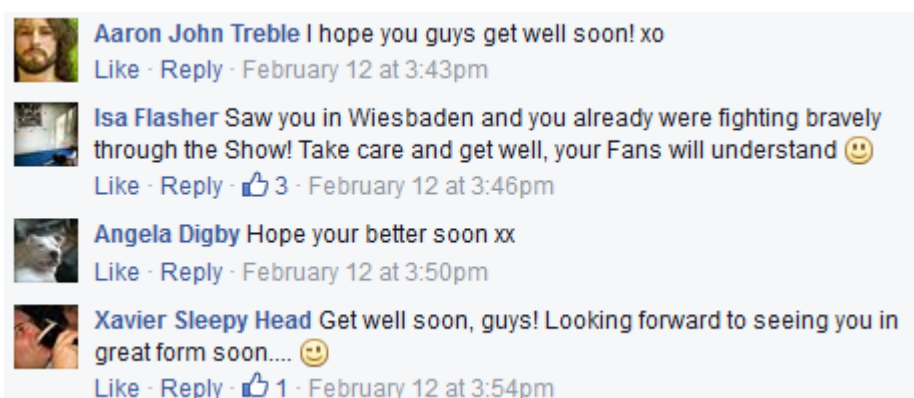 Aaron John Treble I hope you guys get well soon! xo
Like · Reply · February 12 at 3:43pm
Isa Flasher Saw you in Wiesbaden and you already were fighting bravely
through the Show! Take care and get well, your Fans will understand
Like · Reply · 3 · February 12 at 3:46pm
Angela Digby Hope your better soon xx
Like · Reply · February 12 at 3:50pm
Xavier Sleepy Head Get well soon, guys! Looking forward to seeing you in
great form soon....
Like · Reply · 1 · February 12 at 3:54pm